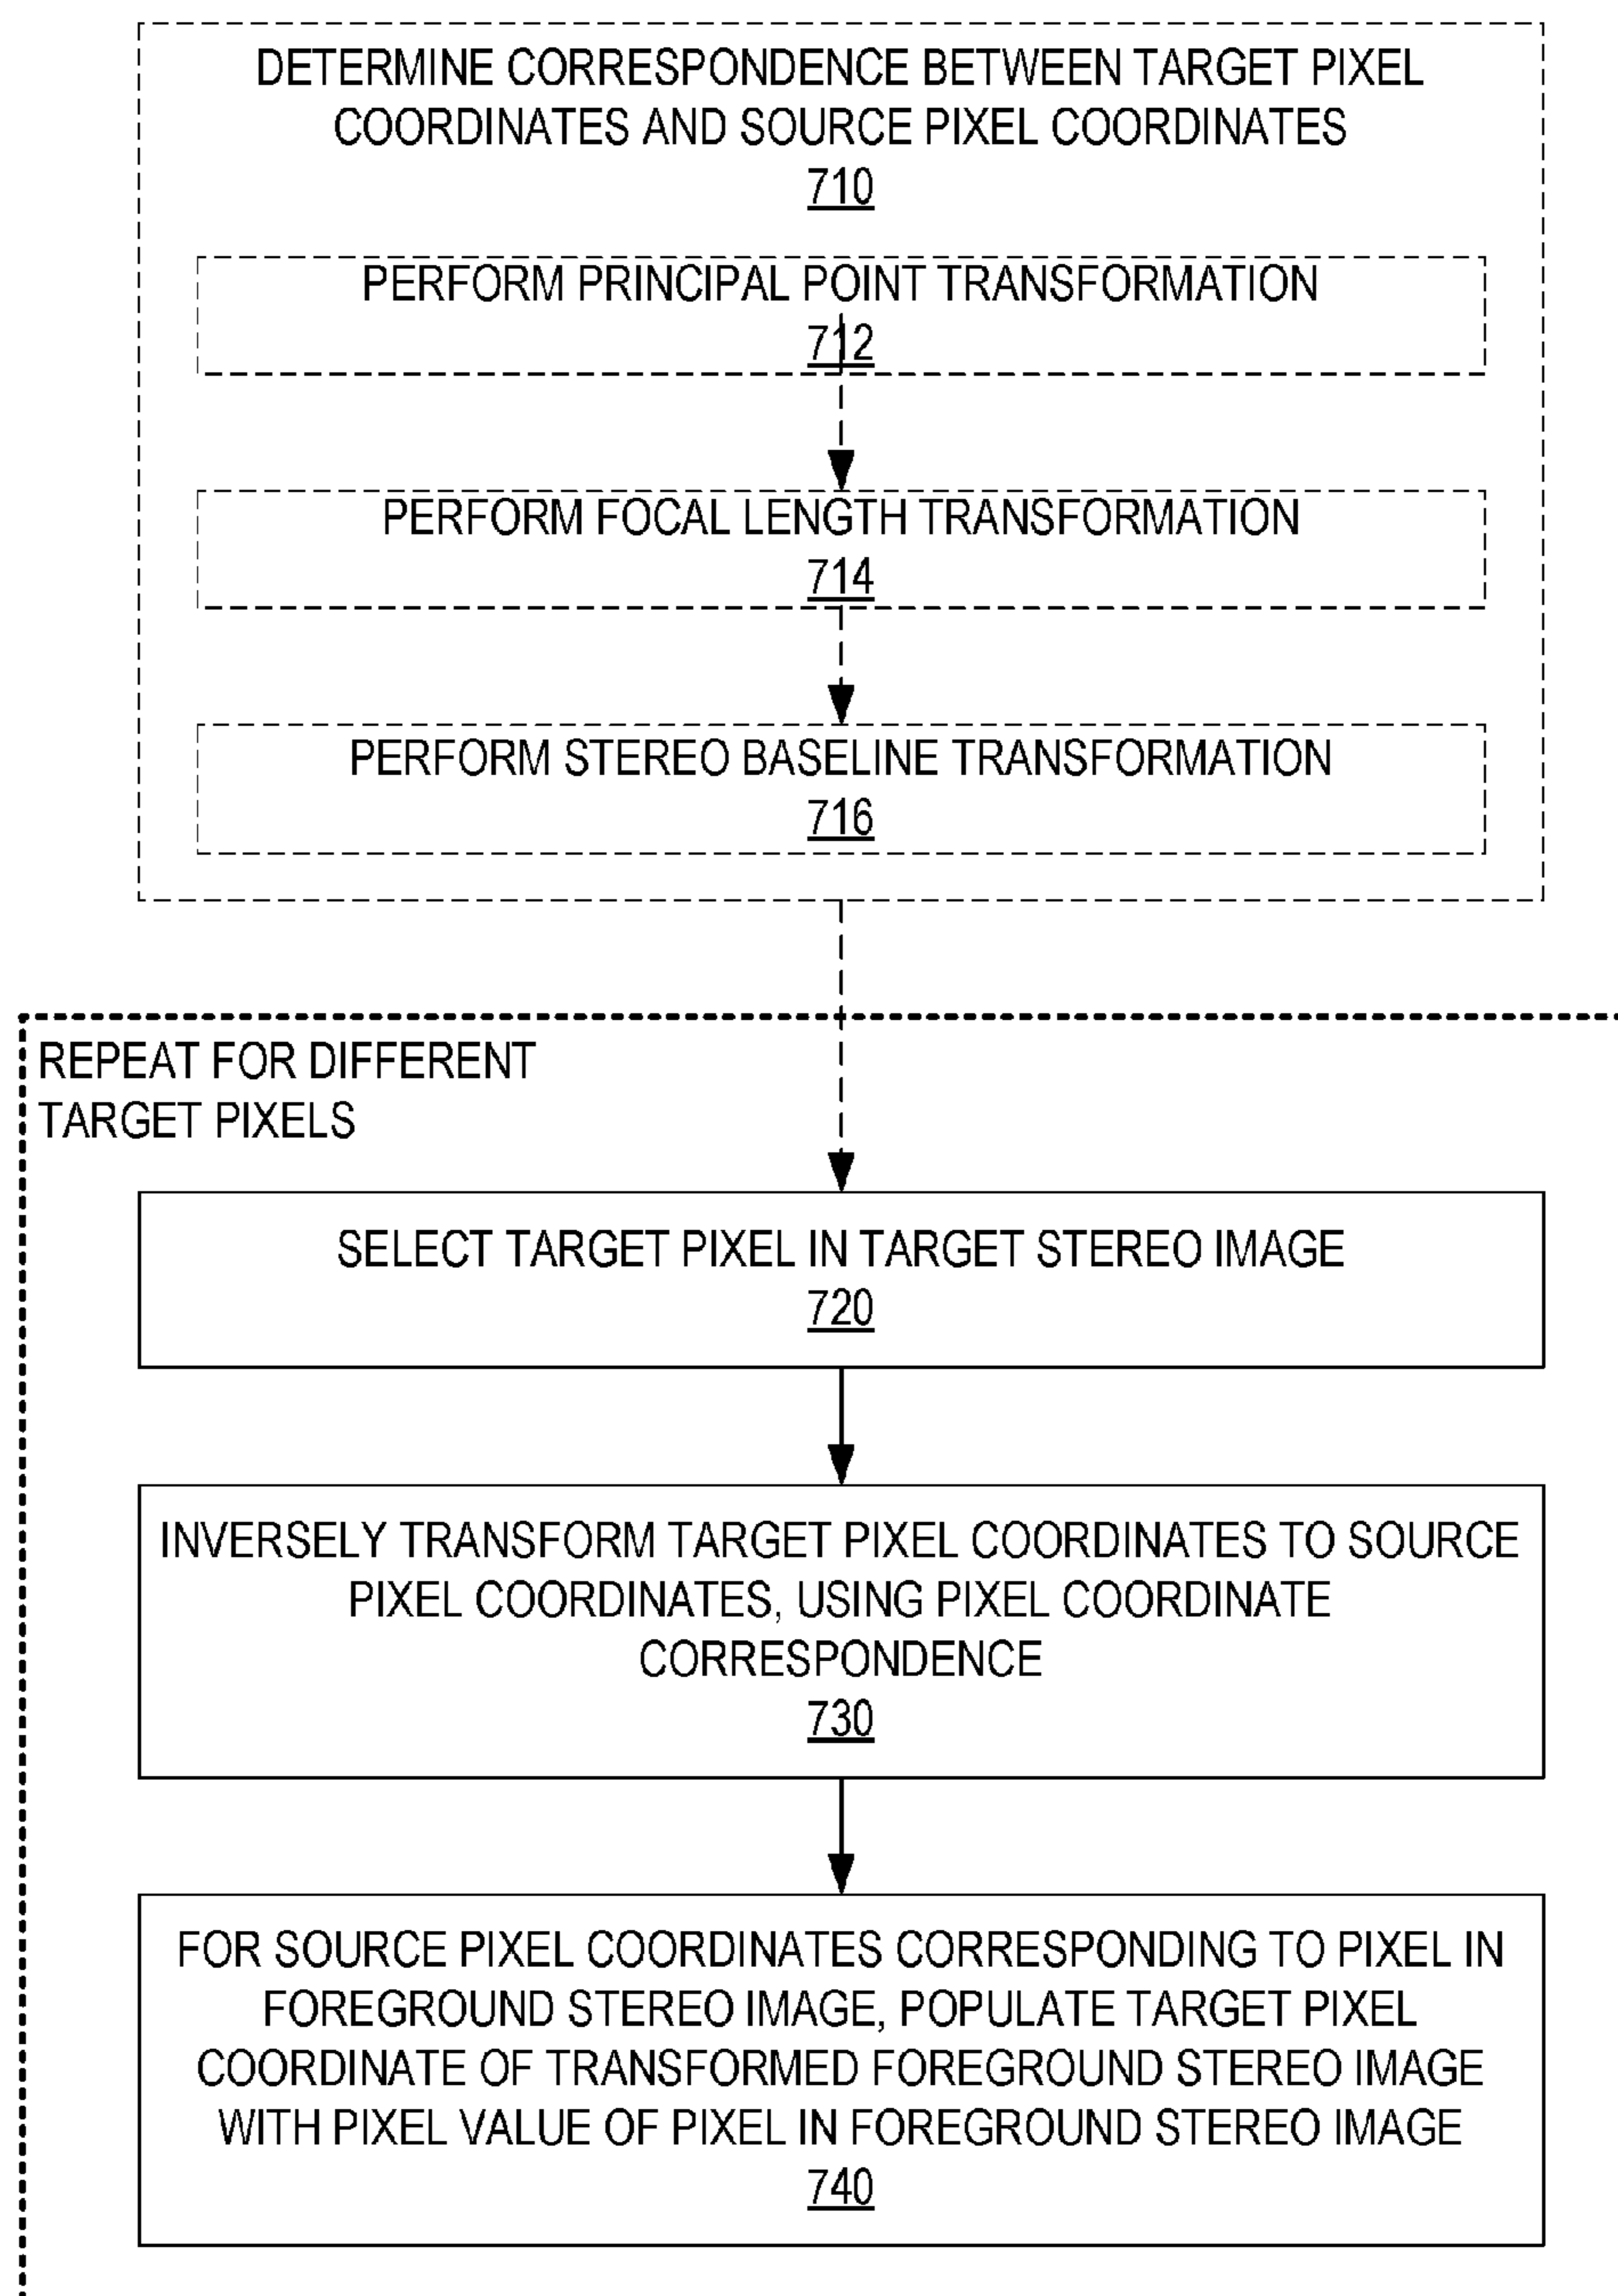 DETERMINE CORRESPONDENCE BETWEEN TARGET PIXEL
COORDINATES AND SOURCE PIXEL COORDINATES
710
PERFORM PRINCIPAL POINT TRANSFORMATION
712
PERFORM FOCAL LENGTH TRANSFORMATION
714
PERFORM STEREO BASELINE TRANSFORMATION
716
REPEAT FOR DIFFERENT
TARGET PIXELS
SELECT TARGET PIXEL IN TARGET STEREO IMAGE
720
INVERSELY TRANSFORM TARGET PIXEL COORDINATES TO SOURCE
PIXEL COORDINATES, USING PIXEL COORDINATE
CORRESPONDENCE
730
FOR SOURCE PIXEL COORDINATES CORRESPONDING TO PIXEL IN
FOREGROUND STEREO IMAGE, POPULATE TARGET PIXEL
COORDINATE OF TRANSFORMED FOREGROUND STEREO IMAGE
WITH PIXEL VALUE OF PIXEL IN FOREGROUND STEREO IMAGE
740